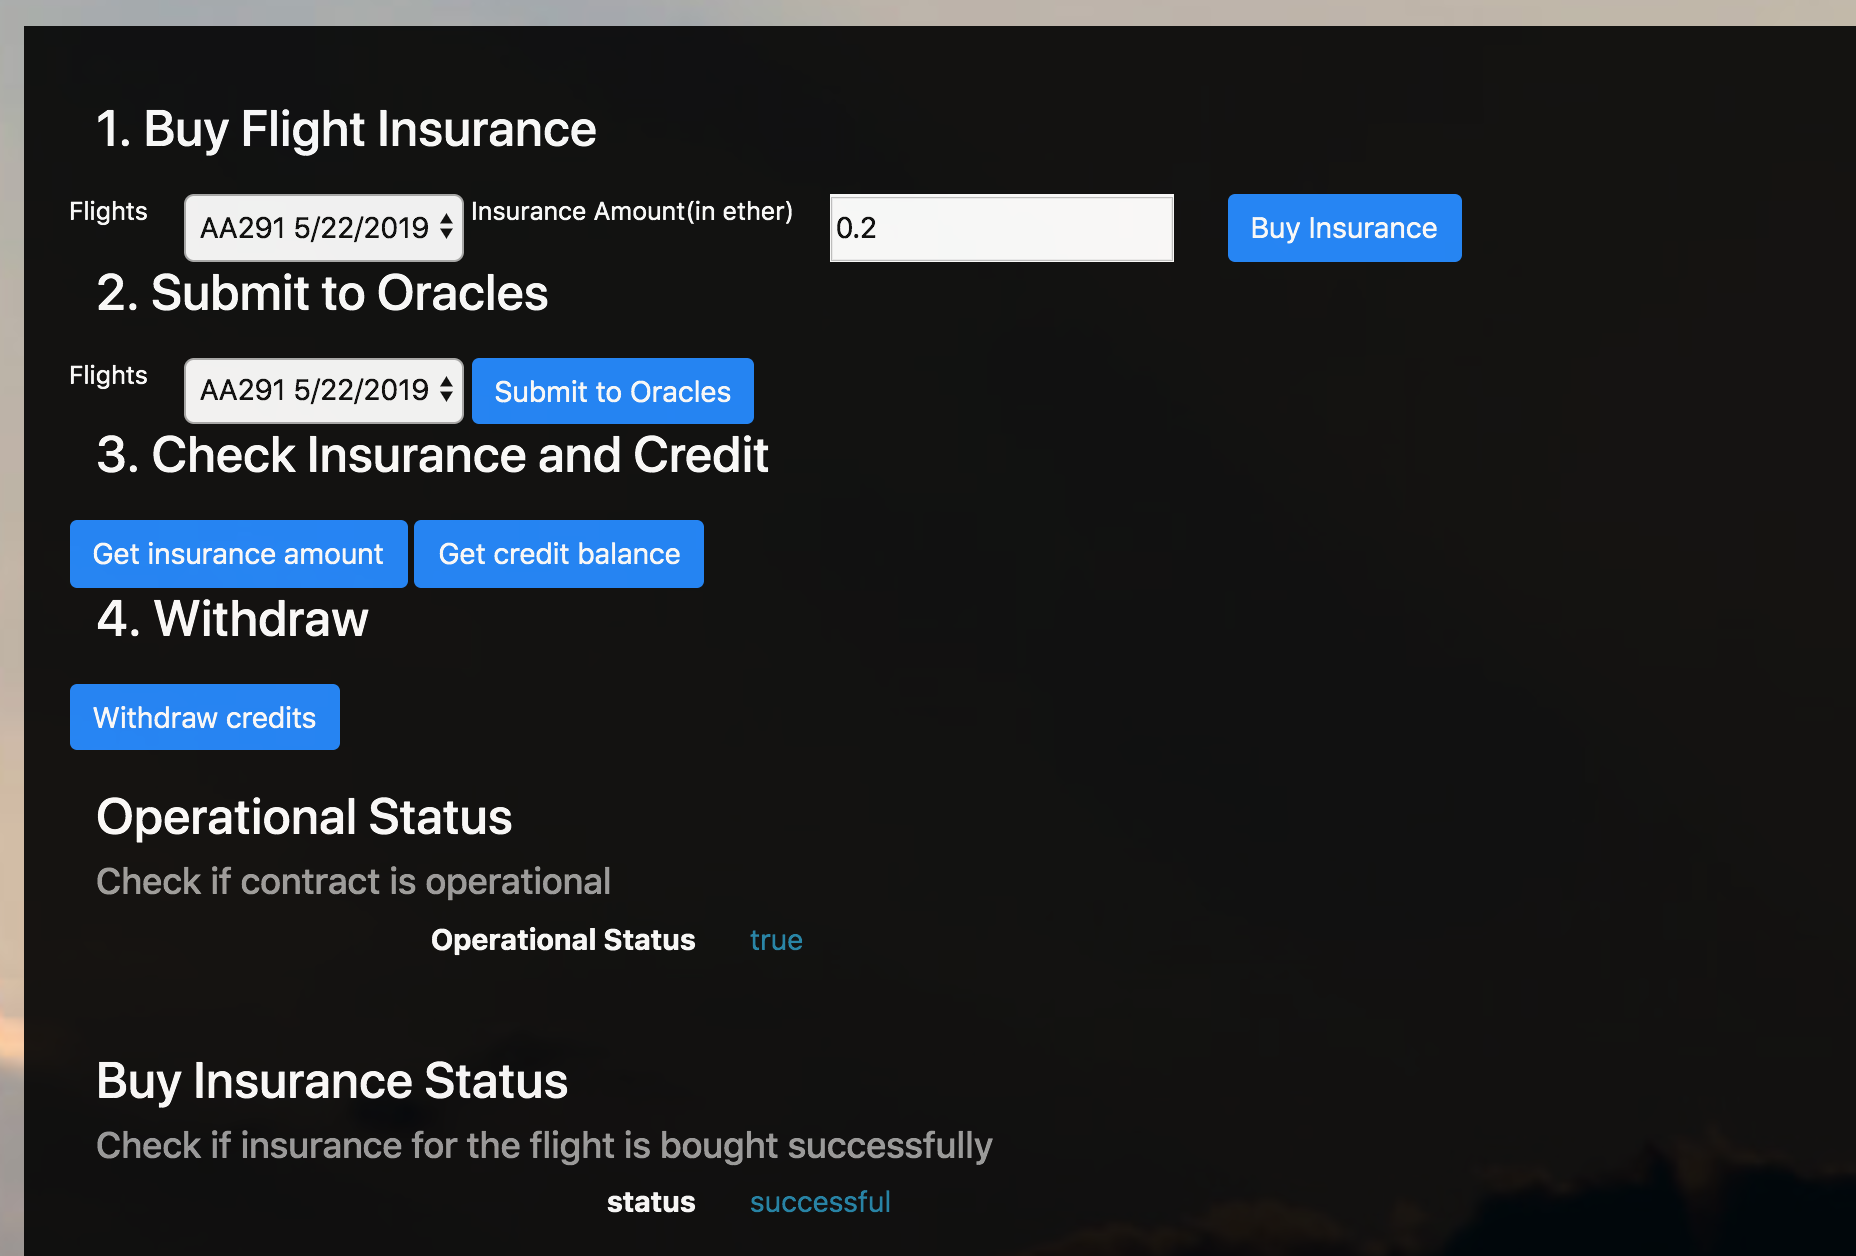 1. Buy Flight Insurance
Flights AA291 5/22/2019 Insurance Amount(in ether) 0.2 Buy Insurance
2. Submit to Oracles
Flights AA291 5/22/2019 Submit to Oracles
3. Check Insurance and Credit
Get insurance amount Get credit balance
4. Withdraw
Withdraw credits
Operational Status
Check if contract is operational
Operational Status true
Buy Insurance Status
Check if insurance for the flight is bought successfully
status successful